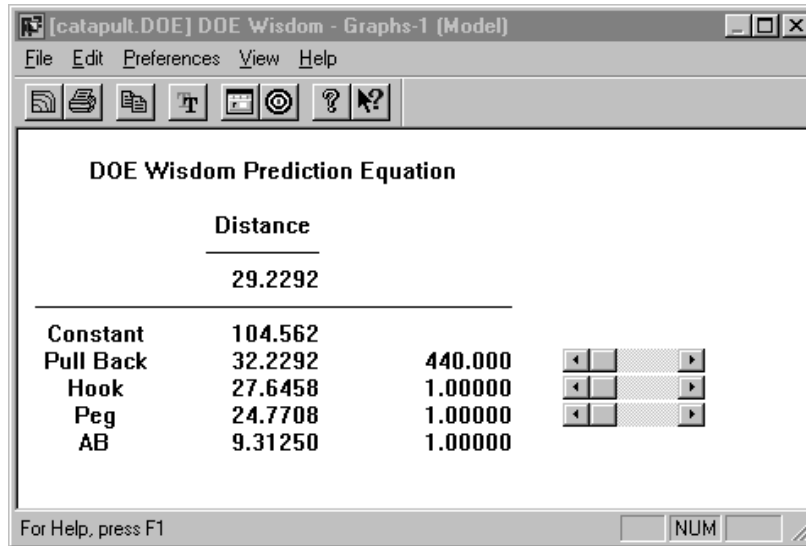 [catapult.DOE] DOE Wisdom - Graphs-1 (Model)
File Edit Preferences View Help
DOE Wisdom Prediction Equation
Distance
29.2292
Constant 104.562
Pull Back 32.2292 440.000
Hook 27.6458 1.00000
Peg 24.7708 1.00000
AB 9.31250 1.00000
For Help, press F1 NUM